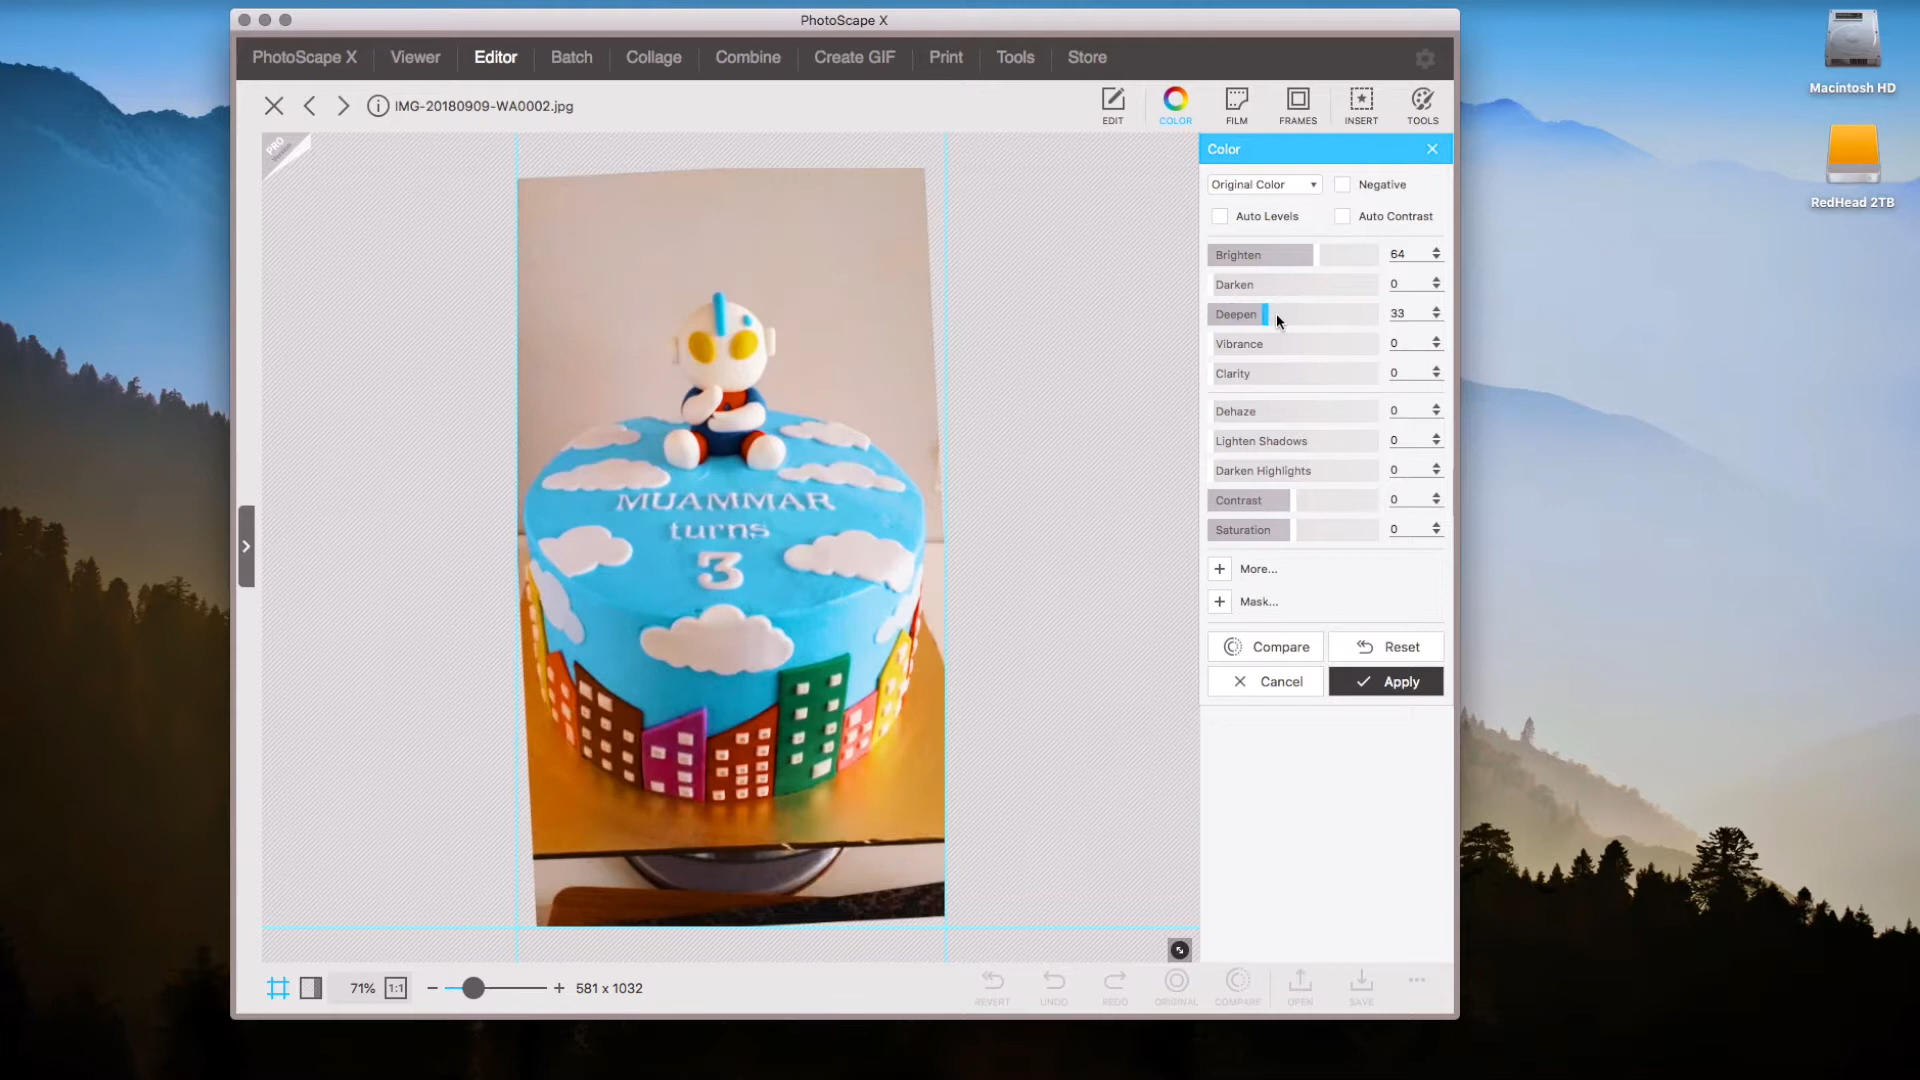 PhotoScape X
PhotoScape X Viewer Editor Batch Collage Combine Create GIF Print Tools Store
IMG-20180909-WA0002.jpg
EDIT COLOR FILM FRAMES INSERT TOOLS
PRO
Version
Color
Original Color Negative
Auto Levels Auto Contrast
Brighten 64
Darken 0
Deepen 33
Vibrance 0
Clarity 0
Dehaze 0
Lighten Shadows 0
Darken Highlights 0
Contrast 0
Saturation 0
More...
Mask...
Compare Reset
Cancel Apply
MUAMMAR
turns
3
71% 1:1 581 x 1032
REVERT UNDO REDO ORIGINAL COMPARE OPEN SAVE
Macintosh HD
RedHead 2TB